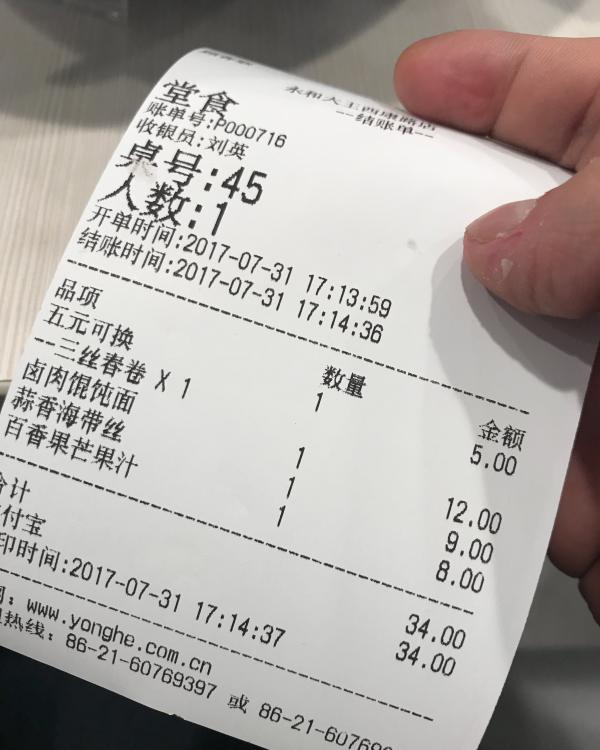 永和大王西康路店
--结账单--
堂食
账单号:P000716
收银员:刘英
桌号:45
人数:1
开单时间:2017-07-31 17:13:59
结账时间:2017-07-31 17:14:36
品项 数量 金额
五元可换 1 5.00
--三丝春卷 X 1
卤肉馄饨面 1 12.00
蒜香海带丝 1 9.00
百香果芒果汁 1 8.00
合计 34.00
付宝 34.00
印时间:2017-07-31 17:14:37
www.yonghe.com.cn
热线: 86-21-60769397 或 86-21-60769